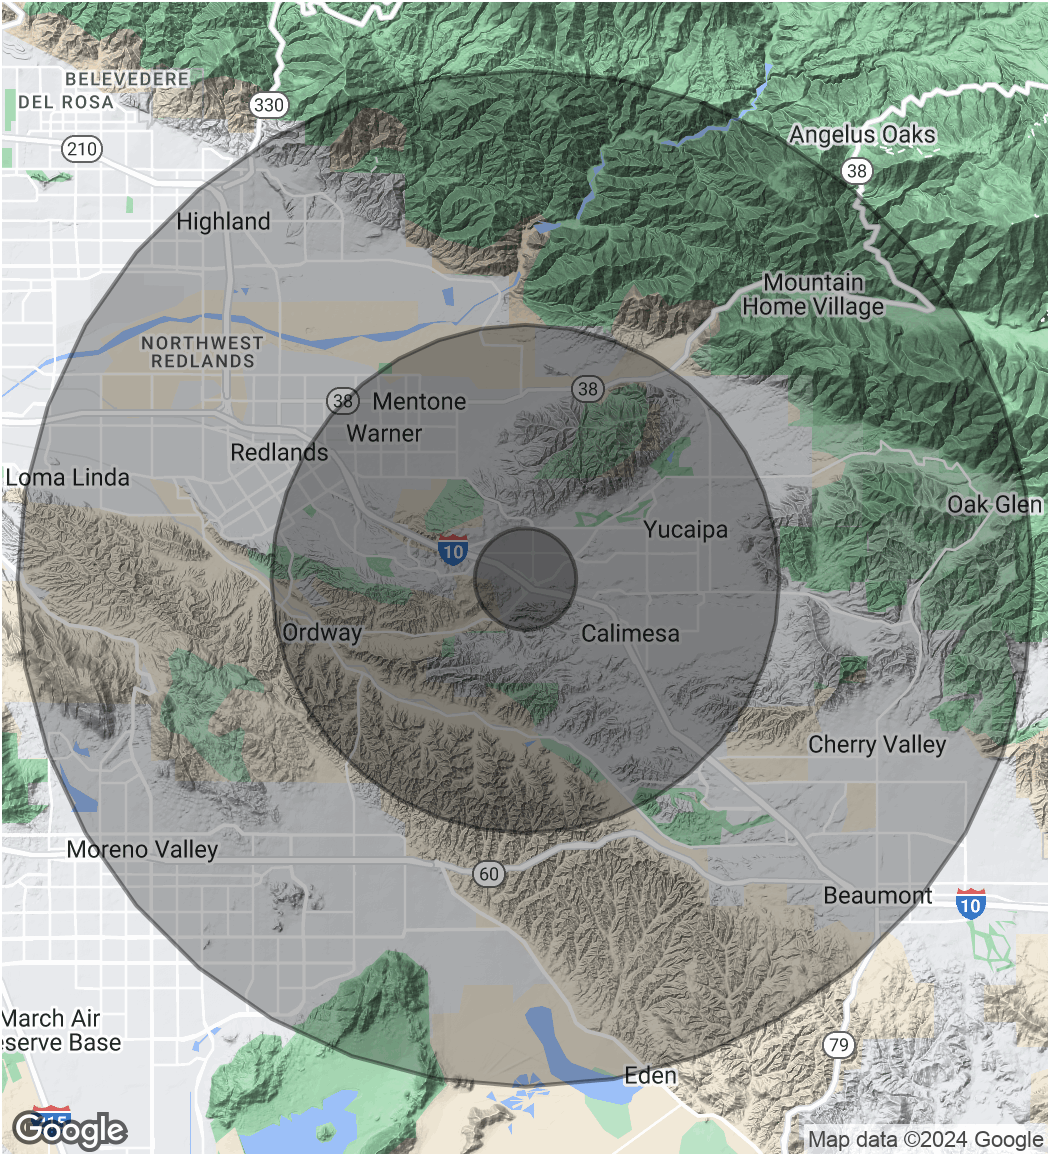 BELEVEDERE
DEL ROSA
330
210
Angelus Oaks
38
Highland
Mountain
Home Village
NORTHWEST
REDLANDS
38
38
Mentone
Warner
Redlands
Loma Linda
Oak Glen
Yucaipa
10
Ordway
Calimesa
Cherry Valley
Moreno Valley
60
Beaumont
10
March Air
eserve Base
79
Eden
Google
Map data ©2024 Google